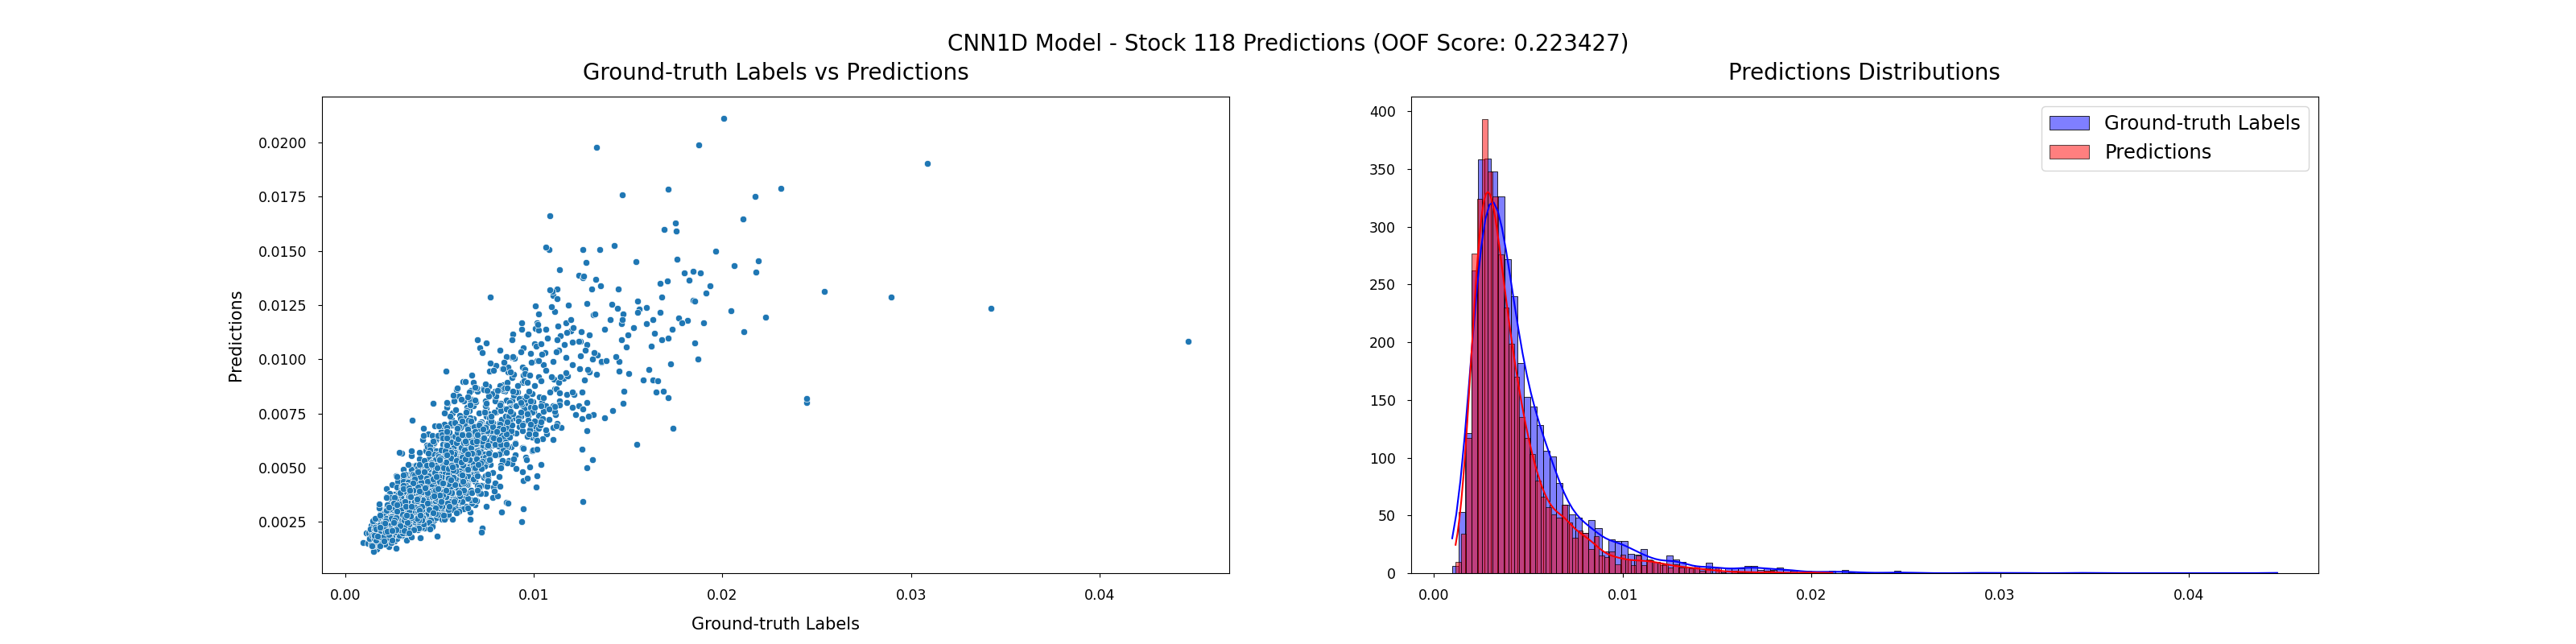 CNN1D Model - Stock 118 Predictions (OOF Score: 0.223427)
Ground-truth Labels vs Predictions
0.0200
0.0175
0.0150
0.0125
0.0100
0.0075
0.0050
0.0025
Predictions
0.00 0.01 0.02 0.03 0.04
Ground-truth Labels
Predictions Distributions
400
350
300
250
200
150
100
50
0
Ground-truth Labels
Predictions
0.00 0.01 0.02 0.03 0.04